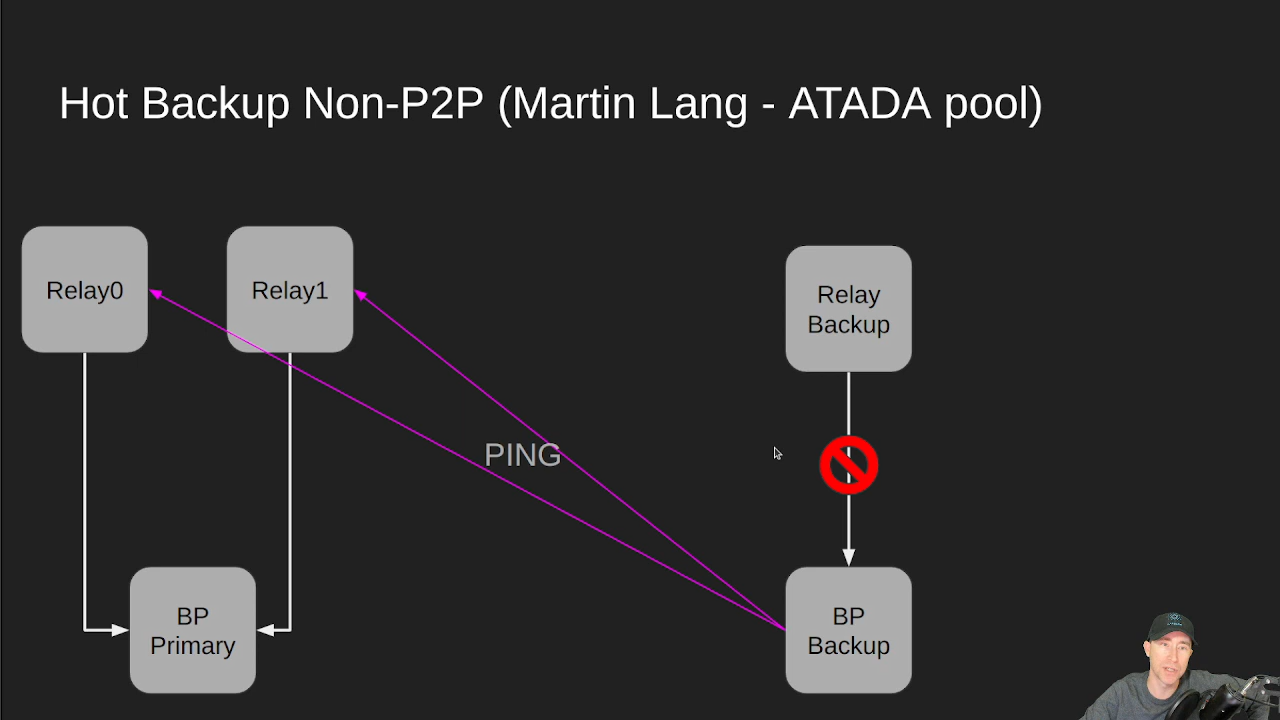 Hot Backup Non-P2P (Martin Lang - ATADA pool)
Relay0
Relay1
Relay
Backup
PING
BP
Primary
BP
Backup